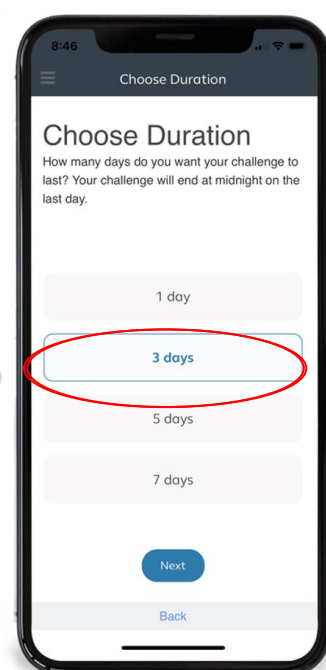 8:46
Choose Duration
Choose Duration
How many days do you want your challenge to
last? Your challenge will end at midnight on the
last day.
1 day
3 days
5 days
7 days
Next
Back